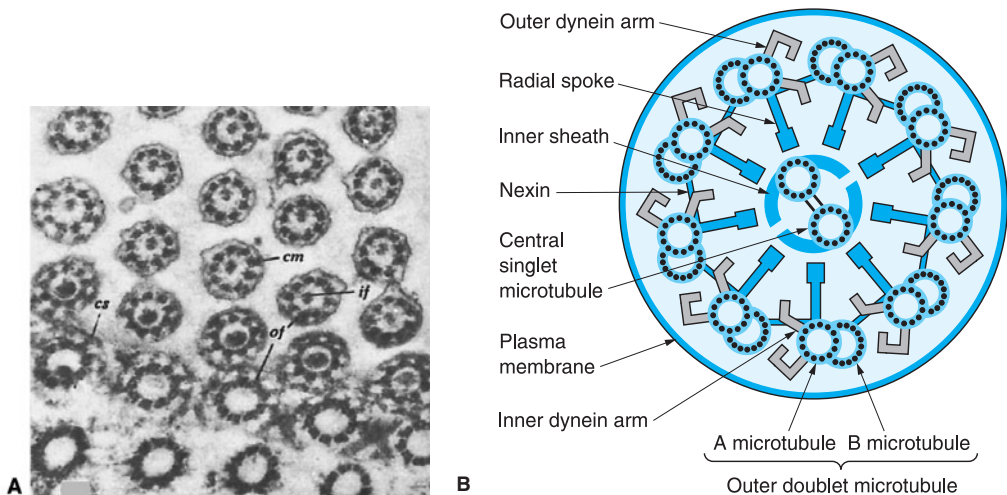 cm
if
cs
of
A
Outer dynein arm
Radial spoke
Inner sheath
Nexin
Central
singlet
microtubule
Plasma
membrane
Inner dynein arm
A microtubule B microtubule
Outer doublet microtubule
B